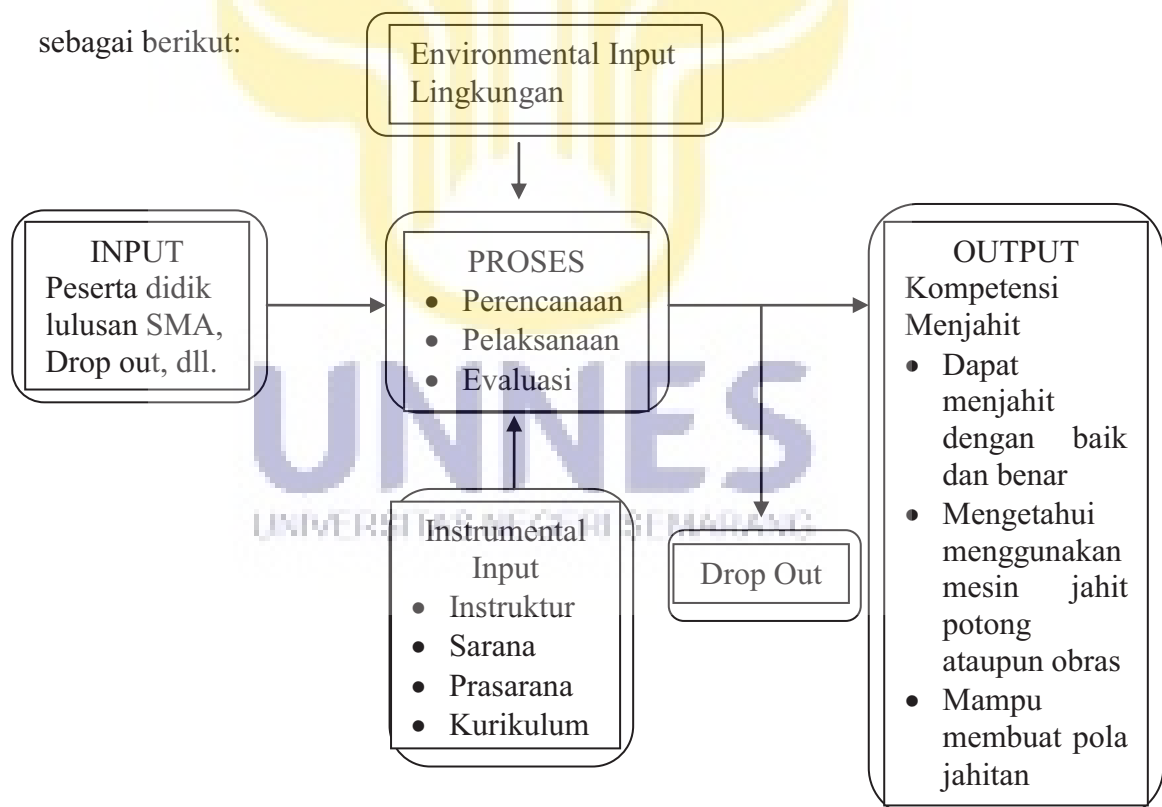 sebagai berikut:
Environmental Input
Lingkungan
INPUT
Peserta didik
lulusan SMA,
Drop out, dll.
PROSES
• Perencanaan
• Pelaksanaan
• Evaluasi
OUTPUT
Kompetensi
Menjahit
• Dapat
menjahit
dengan baik
dan benar
• Mengetahui
menggunakan
mesin jahit
potong
ataupun obras
• Mampu
membuat pola
jahitan
Instrumental
Input
• Instruktur
• Sarana
• Prasarana
• Kurikulum
Drop Out
UNNES
UNIVERSITAS NEGERI SEMARANG